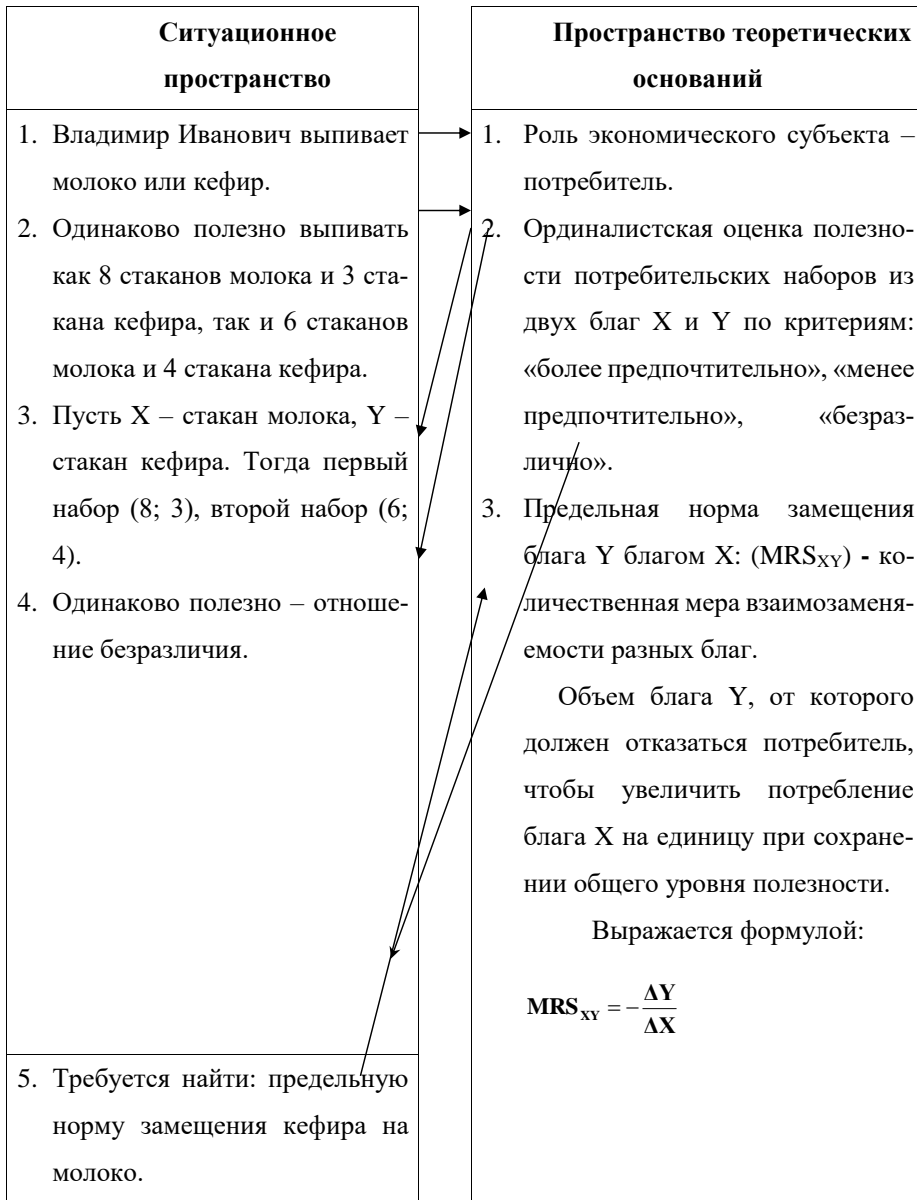 Ситуационное
пространство
1. Владимир Иванович выпивает
молоко или кефир.
2. Одинаково полезно выпивать
как 8 стаканов молока и 3 ста-
кана кефира, так и 6 стаканов
молока и 4 стакана кефира.
3. Пусть X – стакан молока, Y –
стакан кефира. Тогда первый
набор (8; 3), второй набор (6;
4).
4. Одинаково полезно – отноше-
ние безразличия.
5. Требуется найти: предельную
норму замещения кефира на
молоко.
Пространство теоретических
оснований
1. Роль экономического субъекта –
потребитель.
2. Ординалистская оценка полезно-
сти потребительских наборов из
двух благ X и Y по критериям:
«более предпочтительно», «менее
предпочтительно», «безраз-
лично».
3. Предельная норма замещения
блага Y благом X: (MRSXY) - ко-
личественная мера взаимозаменя-
емости разных благ.
Объем блага Y, от которого
должен отказаться потребитель,
чтобы увеличить потребление
блага X на единицу при сохране-
нии общего уровня полезности.
Выражается формулой:
MRSXY = − ΔY/ΔX